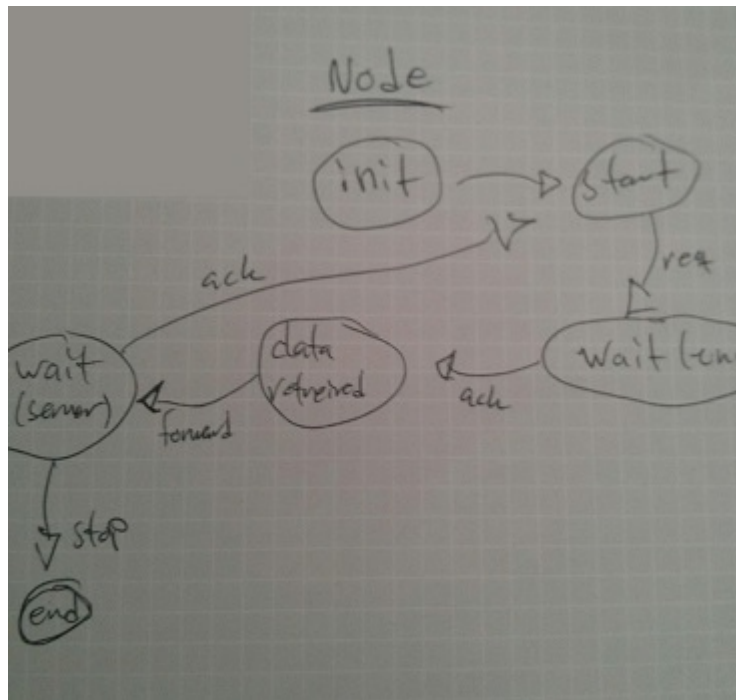 Node
init
start
ack
req
data
retreived
wait
(server)
wait
ack
forward
stop
end